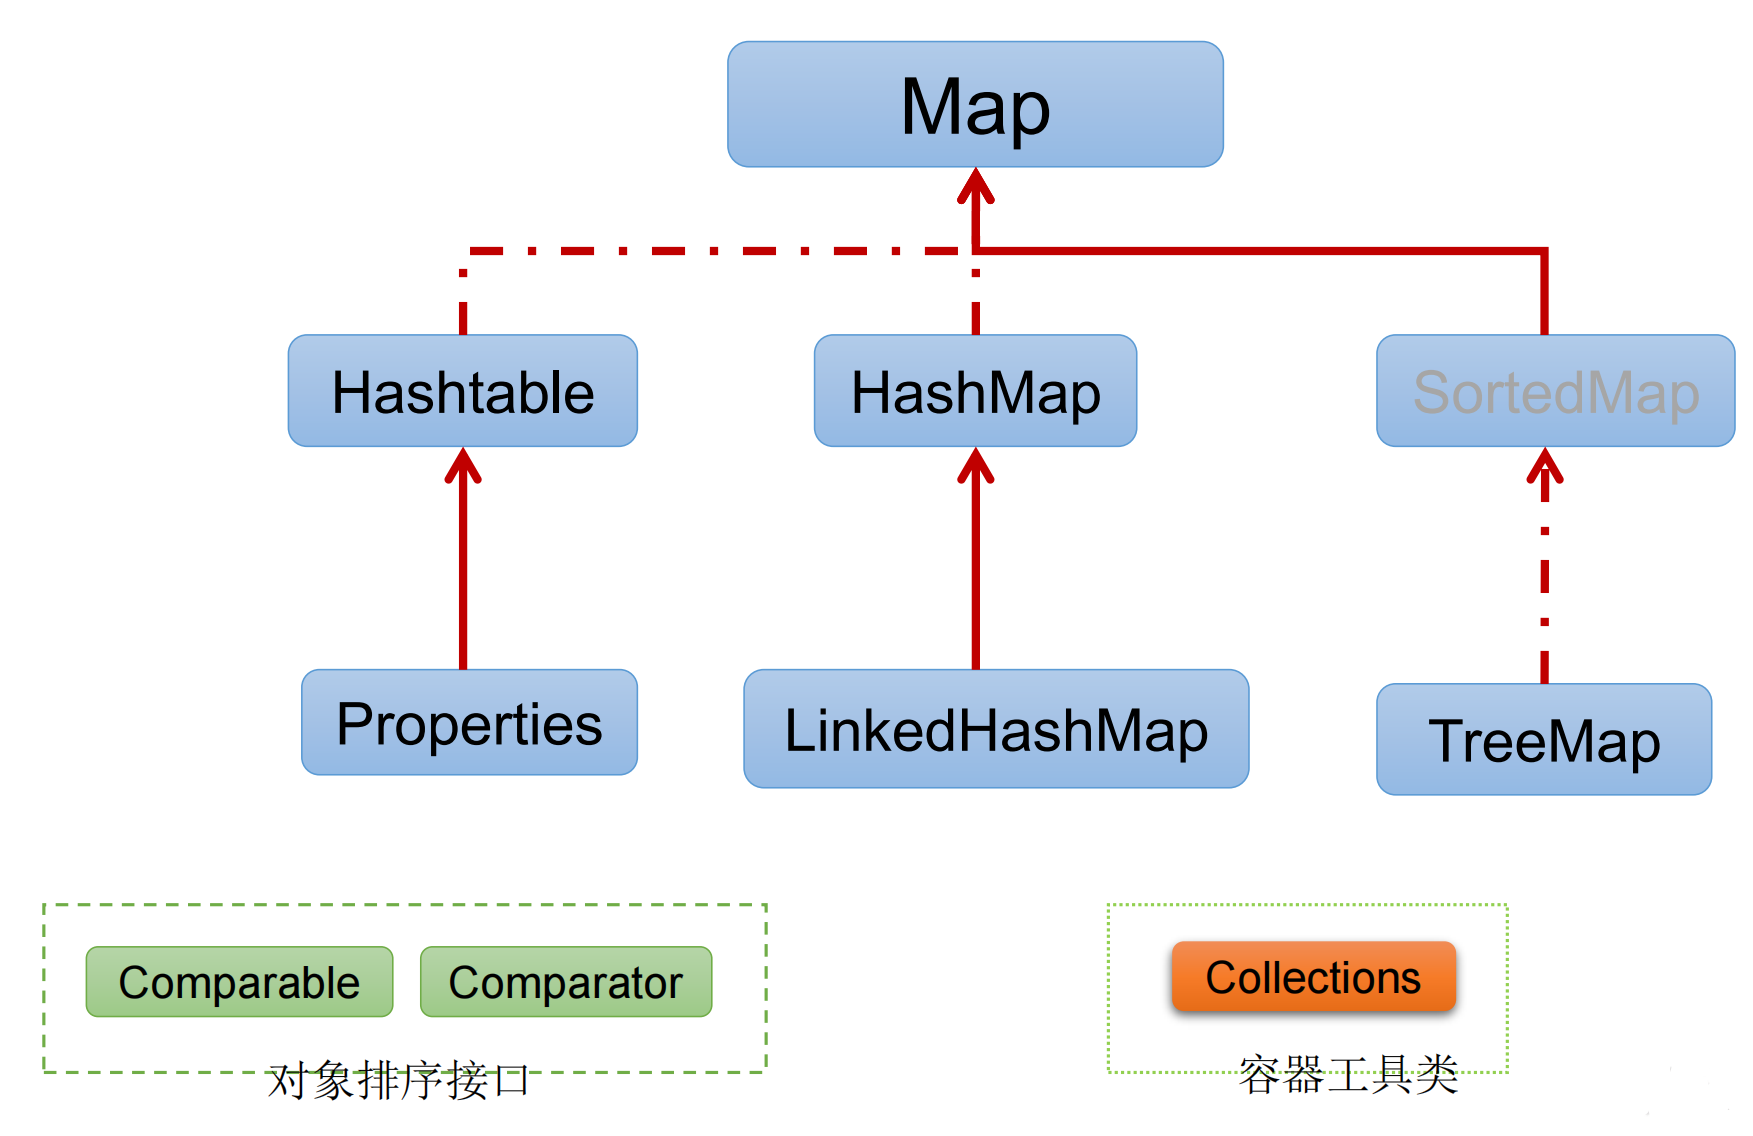 Map
Hashtable
HashMap
SortedMap
Properties
LinkedHashMap
TreeMap
Comparable
Comparator
对象排序接口
Collections
容器工具类